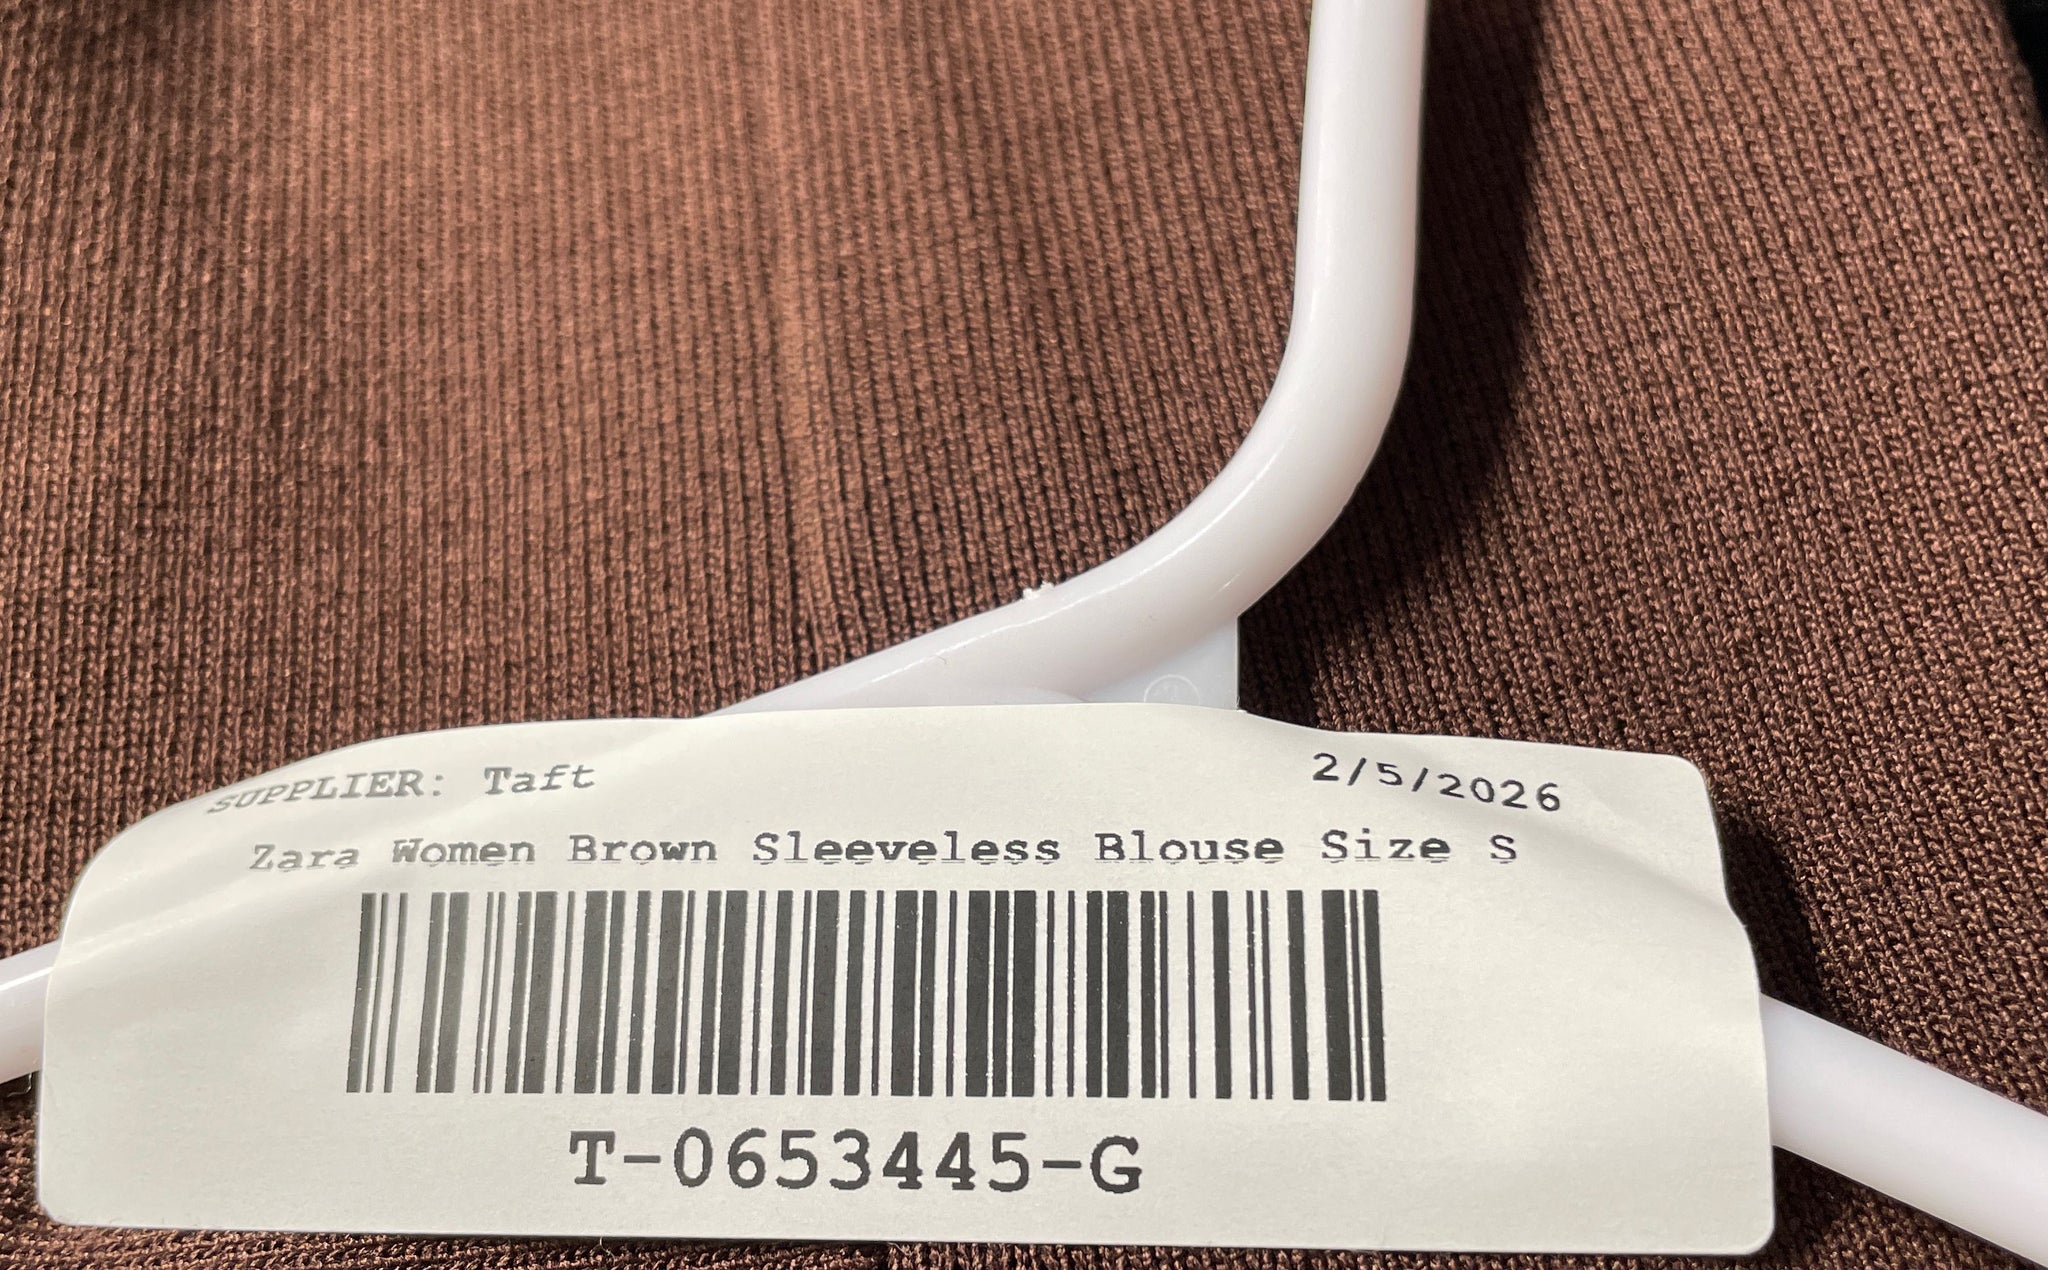 SUPPLIER: Taft 2/5/2026
Zara Women Brown Sleeveless Blouse Size S
T-0653445-G